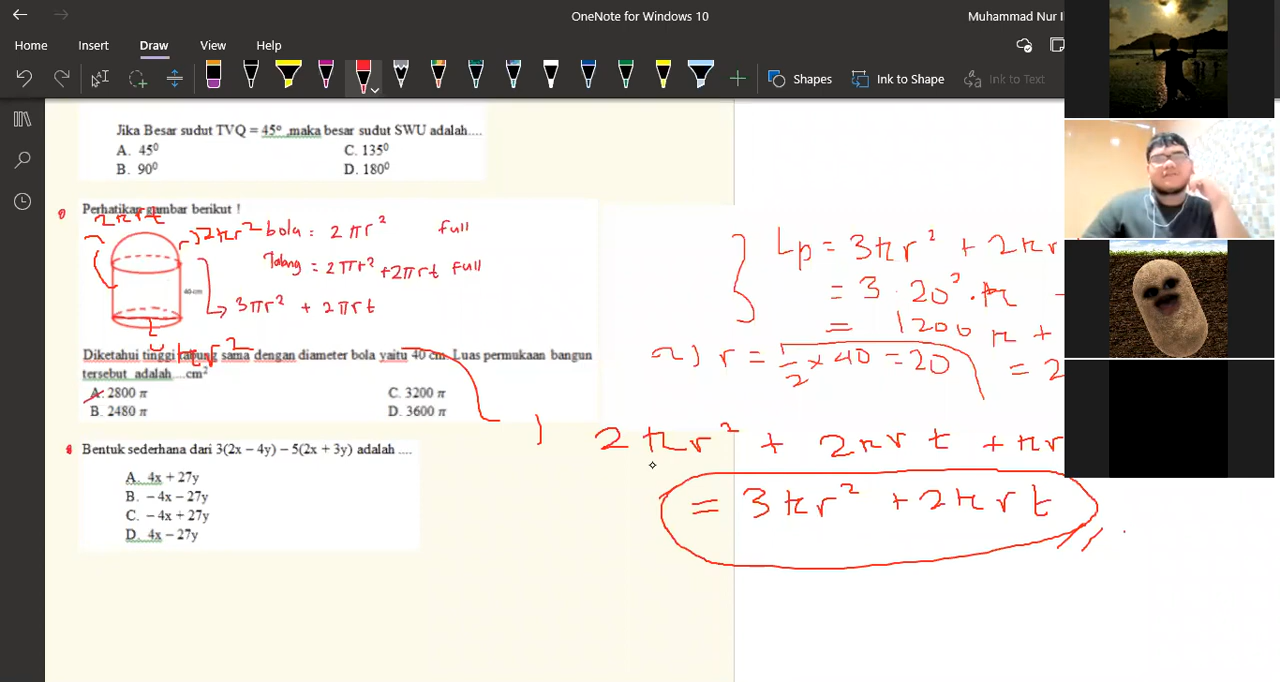 OneNote for Windows 10
Muhammad Nur
Home Insert Draw View Help
Shapes Ink to Shape Ink to Text
Jika Besar sudut TVQ = 45⁰ ,maka besar sudut SWU adalah....
A. 45⁰ C. 135⁰
B. 90⁰ D. 180⁰
Perhatikan gambar berikut !
2πrt
2πr² bola = 2πr² full
= 2πr² + 2πrt full
40 cm
3πr² + 2πrt
πr²
Diketahui tinggi tabung sama dengan diameter bola yaitu 40 cm. Luas permukaan bangun
tersebut adalah ...cm²
A. 2800 π C. 3200 π
B. 2480 π D. 3600 π
Bentuk sederhana dari 3(2x – 4y) – 5(2x + 3y) adalah ....
A. 4x + 27y
B. – 4x – 27y
C. – 4x + 27y
D. 4x – 27y
Lp = 3πr² + 2πr
= 3 . 20² . π
= 1200 π +
r = 1/2 × 40 = 20 = 2
2πr² + 2πr t + πr
= 3πr² + 2πrt